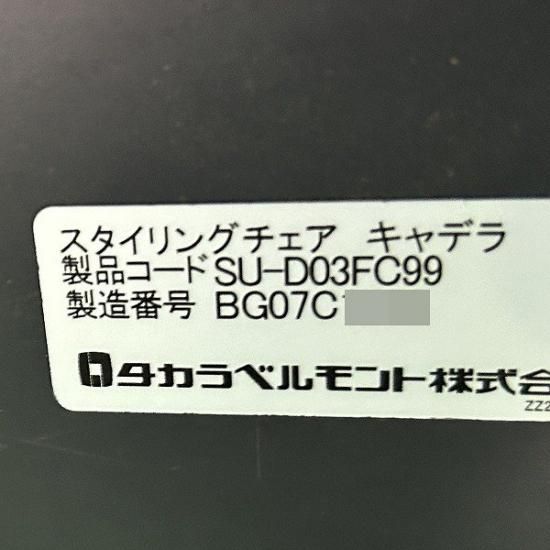 スタイリングチェア　キャデラ
製品コード SU-D03FC99
製造番号 BG07C
タカラベルモント株式会
ZZ2